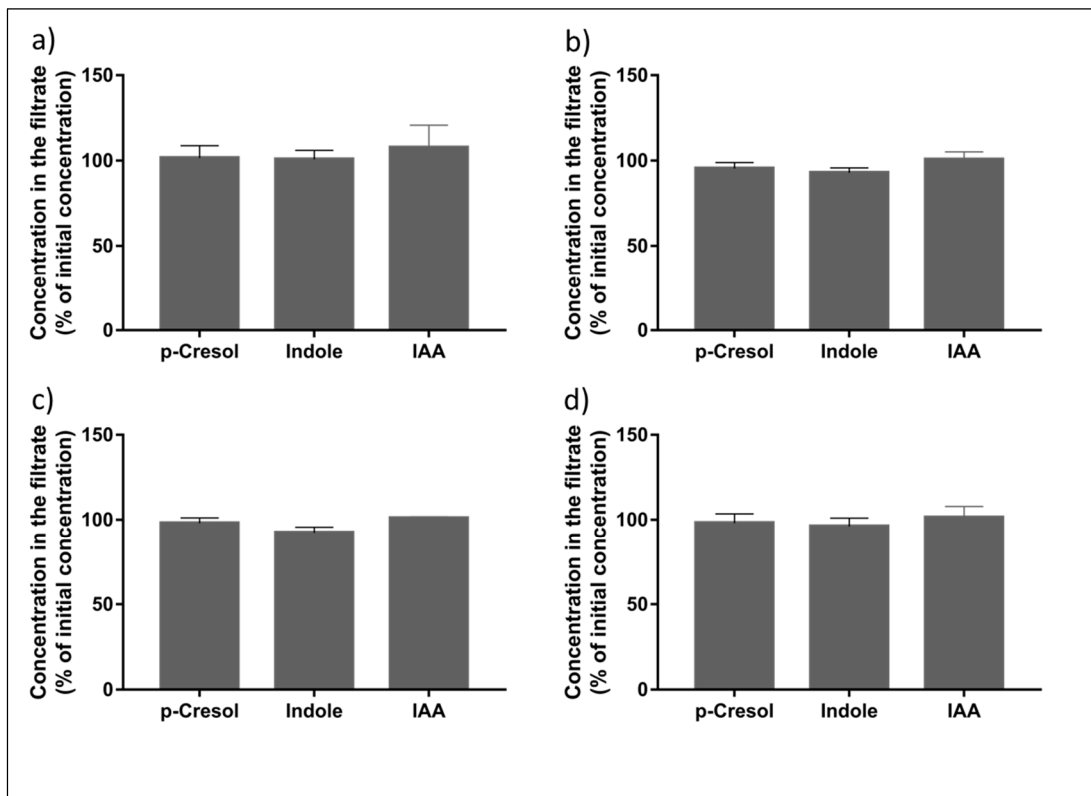 a)
Concentration in the filtrate
(% of initial concentration)
150
100
50
0
p-Cresol Indole IAA
b)
Concentration in the filtrate
(% of initial concentration)
150
100
50
0
p-Cresol Indole IAA
c)
Concentration in the filtrate
(% of initial concentration)
150
100
50
0
p-Cresol Indole IAA
d)
Concentration in the filtrate
(% of initial concentration)
150
100
50
0
p-Cresol Indole IAA